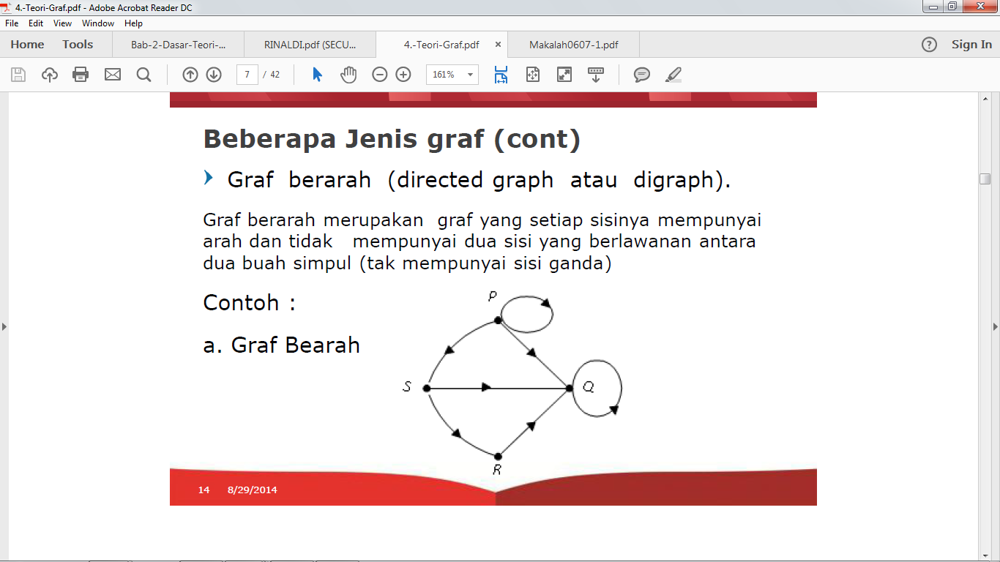 4.-Teori-Graf.pdf - Adobe Acrobat Reader DC
File Edit View Window Help
Home Tools Bab-2-Dasar-Teori-... RINALDI.pdf (SECU... 4.-Teori-Graf.pdf × Makalah0607-1.pdf ? Sign In
7 / 42 161%
Beberapa Jenis graf (cont)
Graf berarah (directed graph atau digraph).
Graf berarah merupakan graf yang setiap sisinya mempunyai
arah dan tidak mempunyai dua sisi yang berlawanan antara
dua buah simpul (tak mempunyai sisi ganda)
Contoh :
a. Graf Bearah
P
S
Q
R
14 8/29/2014